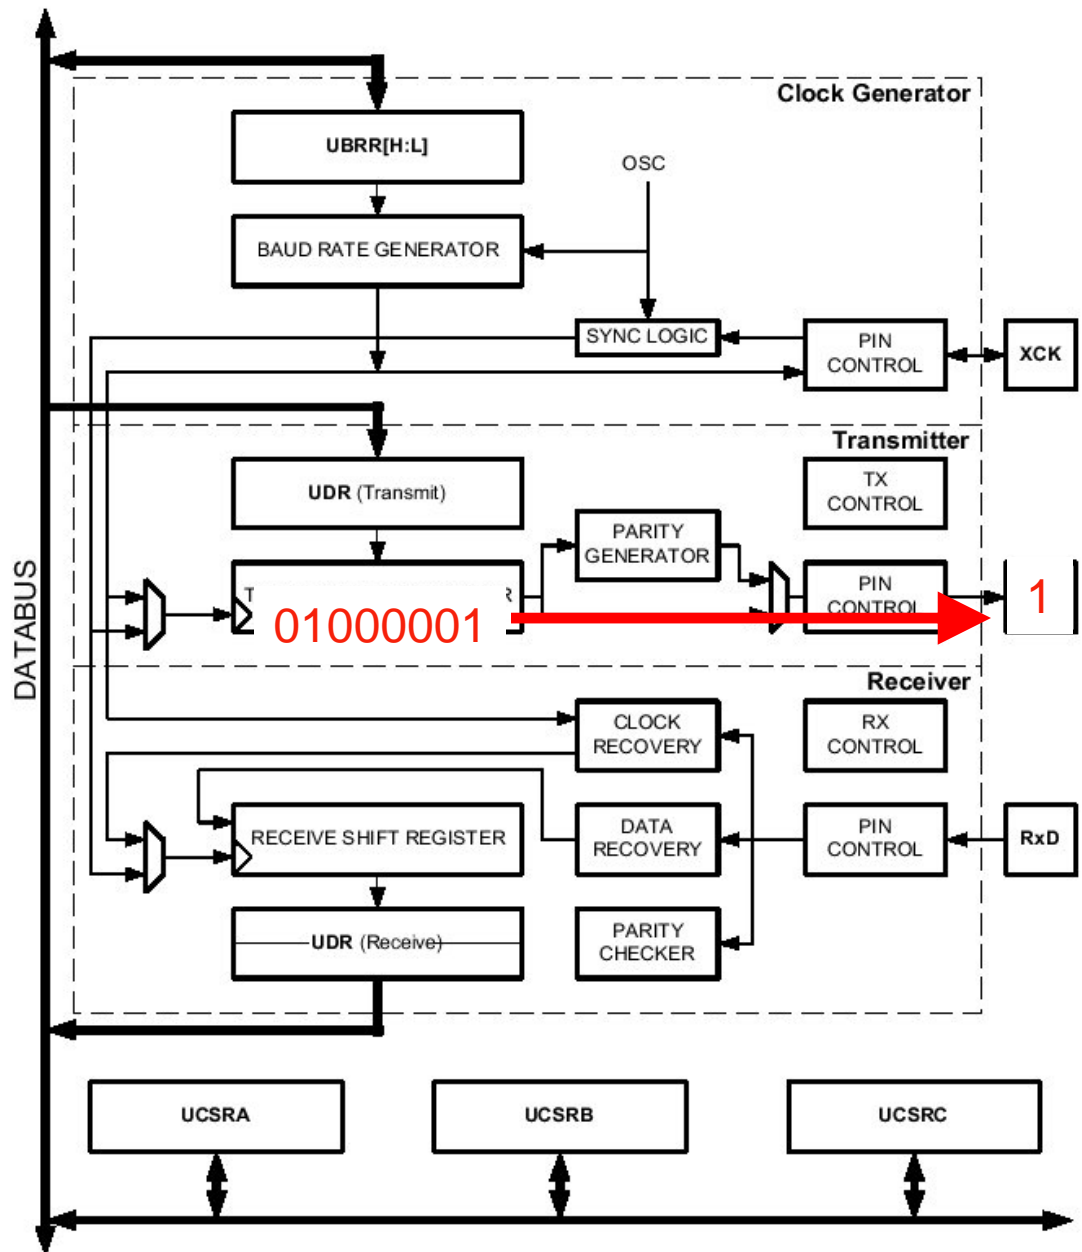 Clock Generator
UBRR[H:L]
OSC
BAUD RATE GENERATOR
SYNC LOGIC
PIN
CONTROL
XCK
Transmitter
UDR (Transmit)
TX
CONTROL
PARITY
GENERATOR
PIN
CONTROL
01000001
1
DATABUS
Receiver
CLOCK
RECOVERY
RX
CONTROL
RECEIVE SHIFT REGISTER
DATA
RECOVERY
PIN
CONTROL
RxD
UDR (Receive)
PARITY
CHECKER
UCSRA
UCSRB
UCSRC